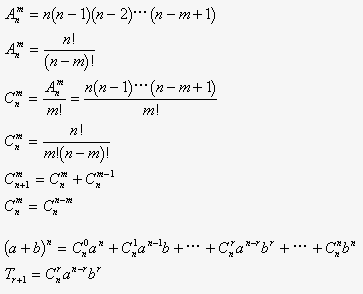 A_n^m = n(n−1)(n−2)⋯(n−m+1)
A_n^m = n!/(n−m)!
C_n^m = A_n^m/m! = n(n−1)⋯(n−m+1)/m!
C_n^m = n!/m!(n−m)!
C_{n+1}^m = C_n^m + C_n^{m−1}
C_n^m = C_n^{n−m}
(a+b)^n = C_n^0 a^n + C_n^1 a^{n−1}b + ⋯ + C_n^r a^{n−r}b^r + ⋯ + C_n^n b^n
T_{r+1} = C_n^r a^{n−r}b^r